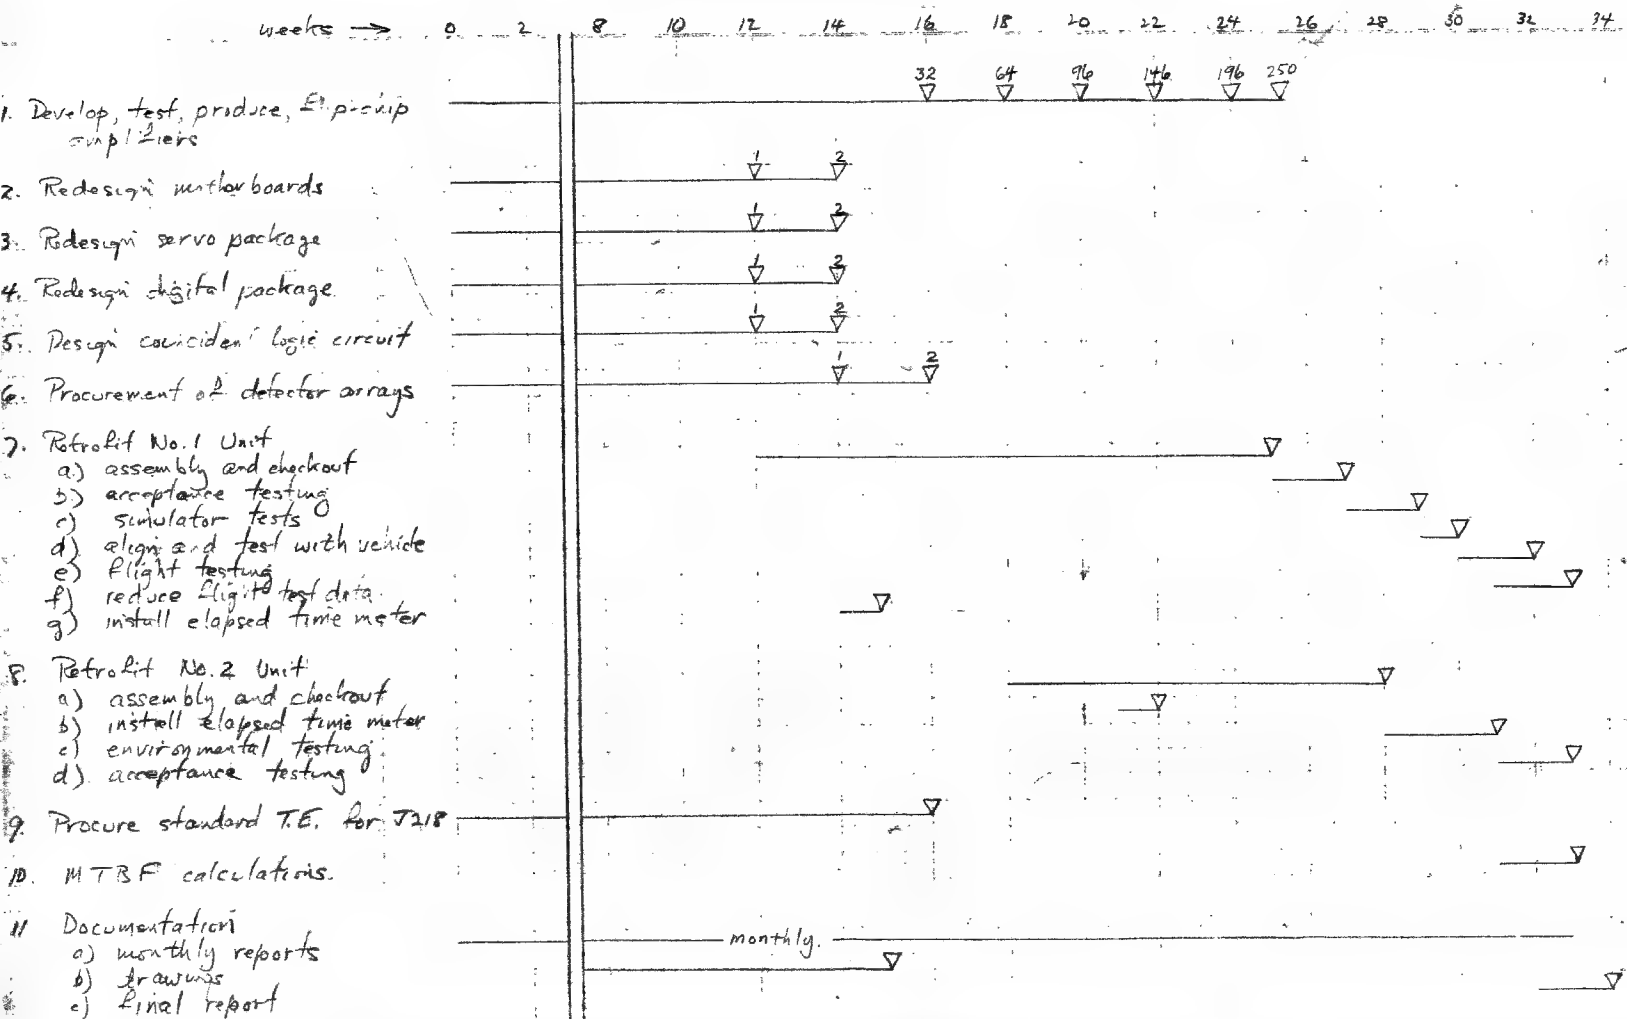 weeks → 0 2 8 10 12 14 16 18 20 22 24 26 28 30 32 34
32 64 96 146 196 250
1. Develop, test, produce, flip-chip
amplifiers
1 2
2. Redesign motherboards
1 2
3. Redesign servo package
1 2
4. Redesign digital package
1 2
5. Design coincident logic circuit
1 2
6. Procurement of detector arrays
7. Retrofit No. 1 Unit
a) assembly and checkout
b) acceptance testing
c) simulator tests
d) align and test with vehicle
e) flight testing
f) reduce flight test data
g) install elapsed time meter
8. Retrofit No. 2 Unit
a) assembly and checkout
b) install elapsed time meter
c) environmental testing
d) acceptance testing
9. Procure standard T.E. for J218
10. MTBF calculations.
11 Documentation
a) monthly reports
monthly.
b) drawings
c) final report